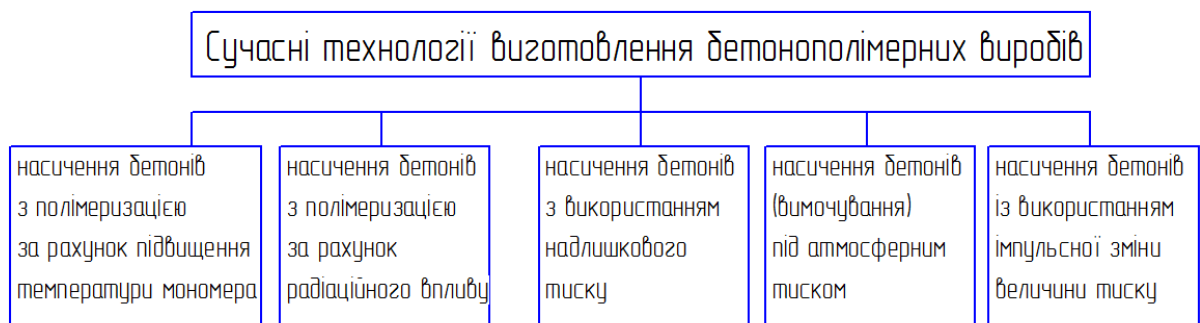 Сучасні технології виготовлення бетонополімерних виробів
насичення бетонів
з полімеризацією
за рахунок підвищення
температури мономера
насичення бетонів
з полімеризацією
за рахунок
радіаційного впливу
насичення бетонів
з використанням
надлишкового
тиску
насичення бетонів
(вимочування)
під атмосферним
тиском
насичення бетонів
із використанням
імпульсної зміни
величини тиску